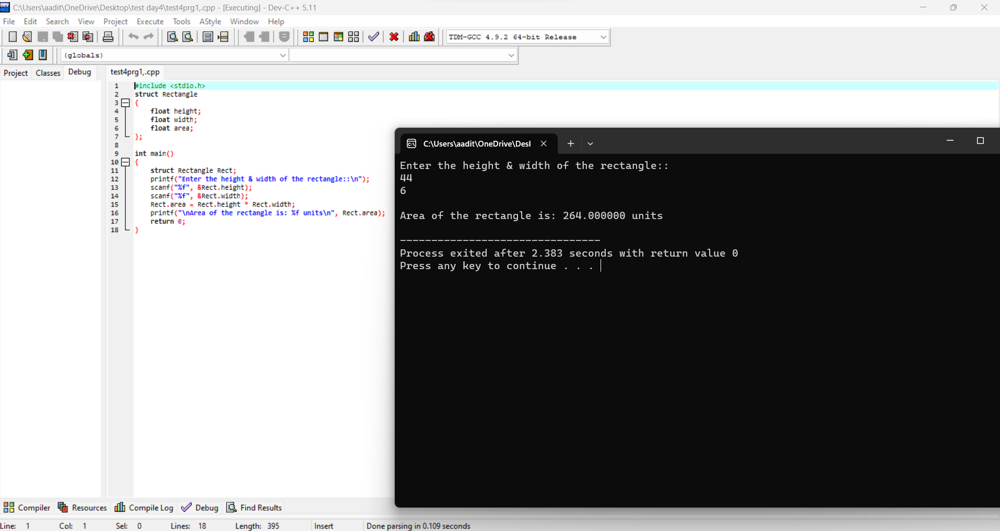 C:\Users\aadit\OneDrive\Desktop\test day4\test4prg1,.cpp - [Executing] - Dev-C++ 5.11
File Edit Search View Project Execute Tools AStyle Window Help
TDM-GCC 4.9.2 64-bit Release
(globals)
Project Classes Debug
test4prg1,.cpp
1 #include <stdio.h>
2 struct Rectangle
3 {
4 float height;
5 float width;
6 float area;
7 };
8
9 int main()
10 {
11 struct Rectangle Rect;
12 printf("Enter the height & width of the rectangle::\n");
13 scanf("%f", &Rect.height);
14 scanf("%f", &Rect.width);
15 Rect.area = Rect.height * Rect.width;
16 printf("\nArea of the rectangle is: %f units\n", Rect.area);
17 return 0;
18 }
C:\Users\aadit\OneDrive\Desl
Enter the height & width of the rectangle::
44
6
Area of the rectangle is: 264.000000 units
--------------------------------
Process exited after 2.383 seconds with return value 0
Press any key to continue . . .
Compiler Resources Compile Log Debug Find Results
Line: 1 Col: 1 Sel: 0 Lines: 18 Length: 395 Insert Done parsing in 0.109 seconds